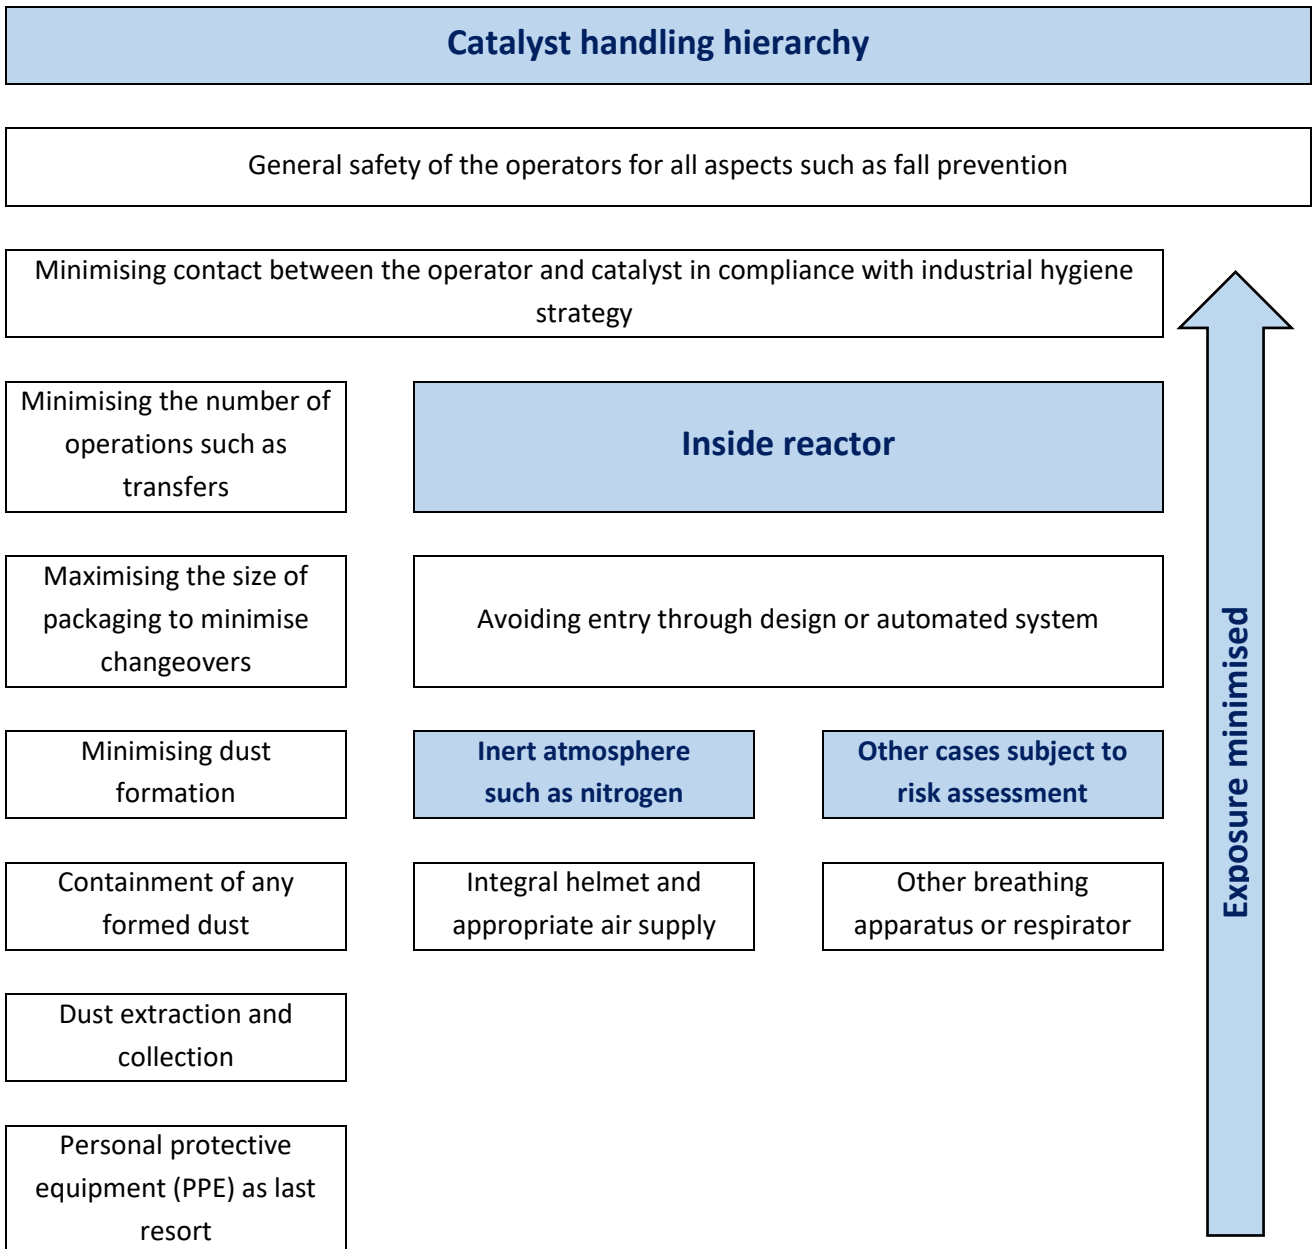 Catalyst handling hierarchy
General safety of the operators for all aspects such as fall prevention
Minimising contact between the operator and catalyst in compliance with industrial hygiene
strategy
Minimising the number of
operations such as
transfers
Inside reactor
Maximising the size of
packaging to minimise
changeovers
Avoiding entry through design or automated system
Minimising dust
formation
Inert atmosphere
such as nitrogen
Other cases subject to
risk assessment
Containment of any
formed dust
Integral helmet and
appropriate air supply
Other breathing
apparatus or respirator
Dust extraction and
collection
Personal protective
equipment (PPE) as last
resort
Exposure minimised